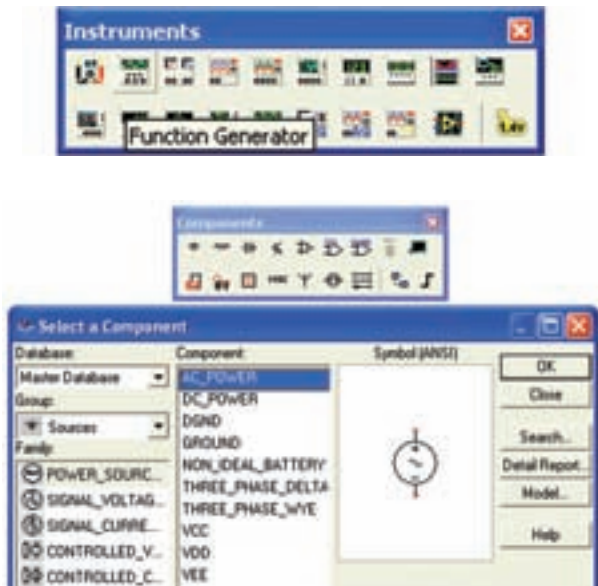 Instruments
Function Generator
Components
Select a Component
Database:
Component:
Symbol (ANSI)
Master Database
AC_POWER
OK
DC_POWER
Close
Group:
DGND
Sources
GROUND
Search...
Family:
NON_IDEAL_BATTERY
POWER_SOURC...
THREE_PHASE_DELTA
Detail Report...
SIGNAL_VOLTAG...
THREE_PHASE_WYE
Model...
SIGNAL_CURRE...
VCC
Help
CONTROLLED_V...
VDD
CONTROLLED_C...
VEE